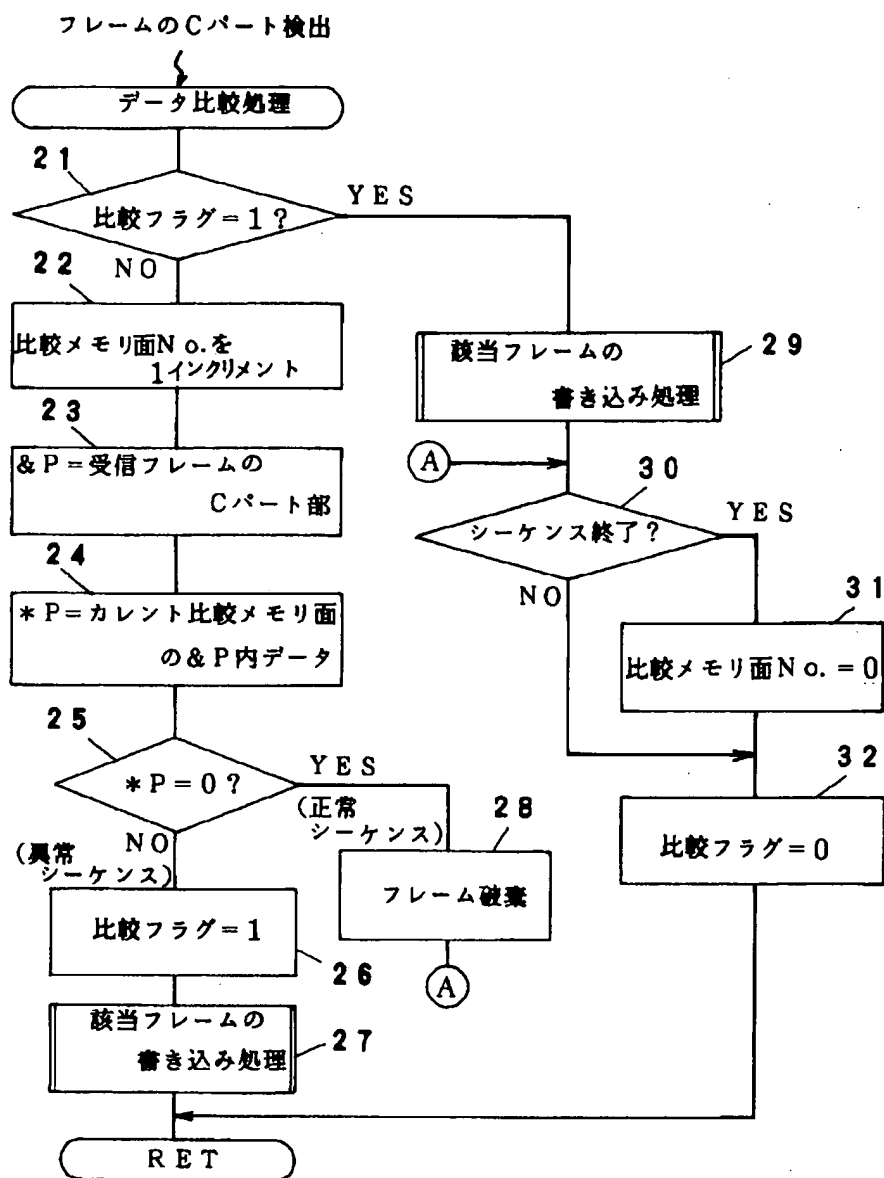 フレームのCパート検出
データ比較処理
21
比較フラグ=1?
YES
NO
22
比較メモリ面No.を
1インクリメント
23
&P=受信フレームの
Cパート部
24
*P=カレント比較メモリ面
の&P内データ
25
*P=0?
YES
(正常
シーケンス)
NO
(異常
シーケンス)
28
フレーム破棄
A
比較フラグ=1
26
該当フレームの
書き込み処理
27
RET
該当フレームの
書き込み処理
29
A
30
シーケンス終了?
YES
NO
31
比較メモリ面No.=0
32
比較フラグ=0